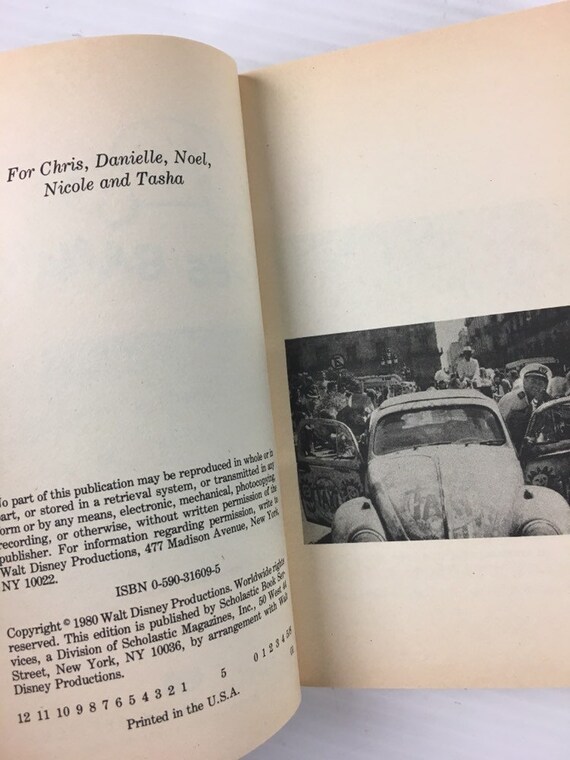 For Chris, Danielle, Noel,
Nicole and Tasha
No part of this publication may be reproduced in whole or in
part, or stored in a retrieval system, or transmitted in any
form or by any means, electronic, mechanical, photocopying
recording, or otherwise, without written permission of the
publisher. For information regarding permission, write to
Walt Disney Productions, 477 Madison Avenue, New York,
NY 10022.
ISBN 0-590-31609-5
Copyright © 1980 Walt Disney Productions. Worldwide rights
reserved. This edition is published by Scholastic Book Ser-
vices, a Division of Scholastic Magazines, Inc., 50 West 44
Street, New York, NY 10036, by arrangement with Walt
Disney Productions.
12 11 10 9 8 7 6 5 4 3 2 1 5 0 1 2 3 4 5/8
Printed in the U.S.A.
TAXI